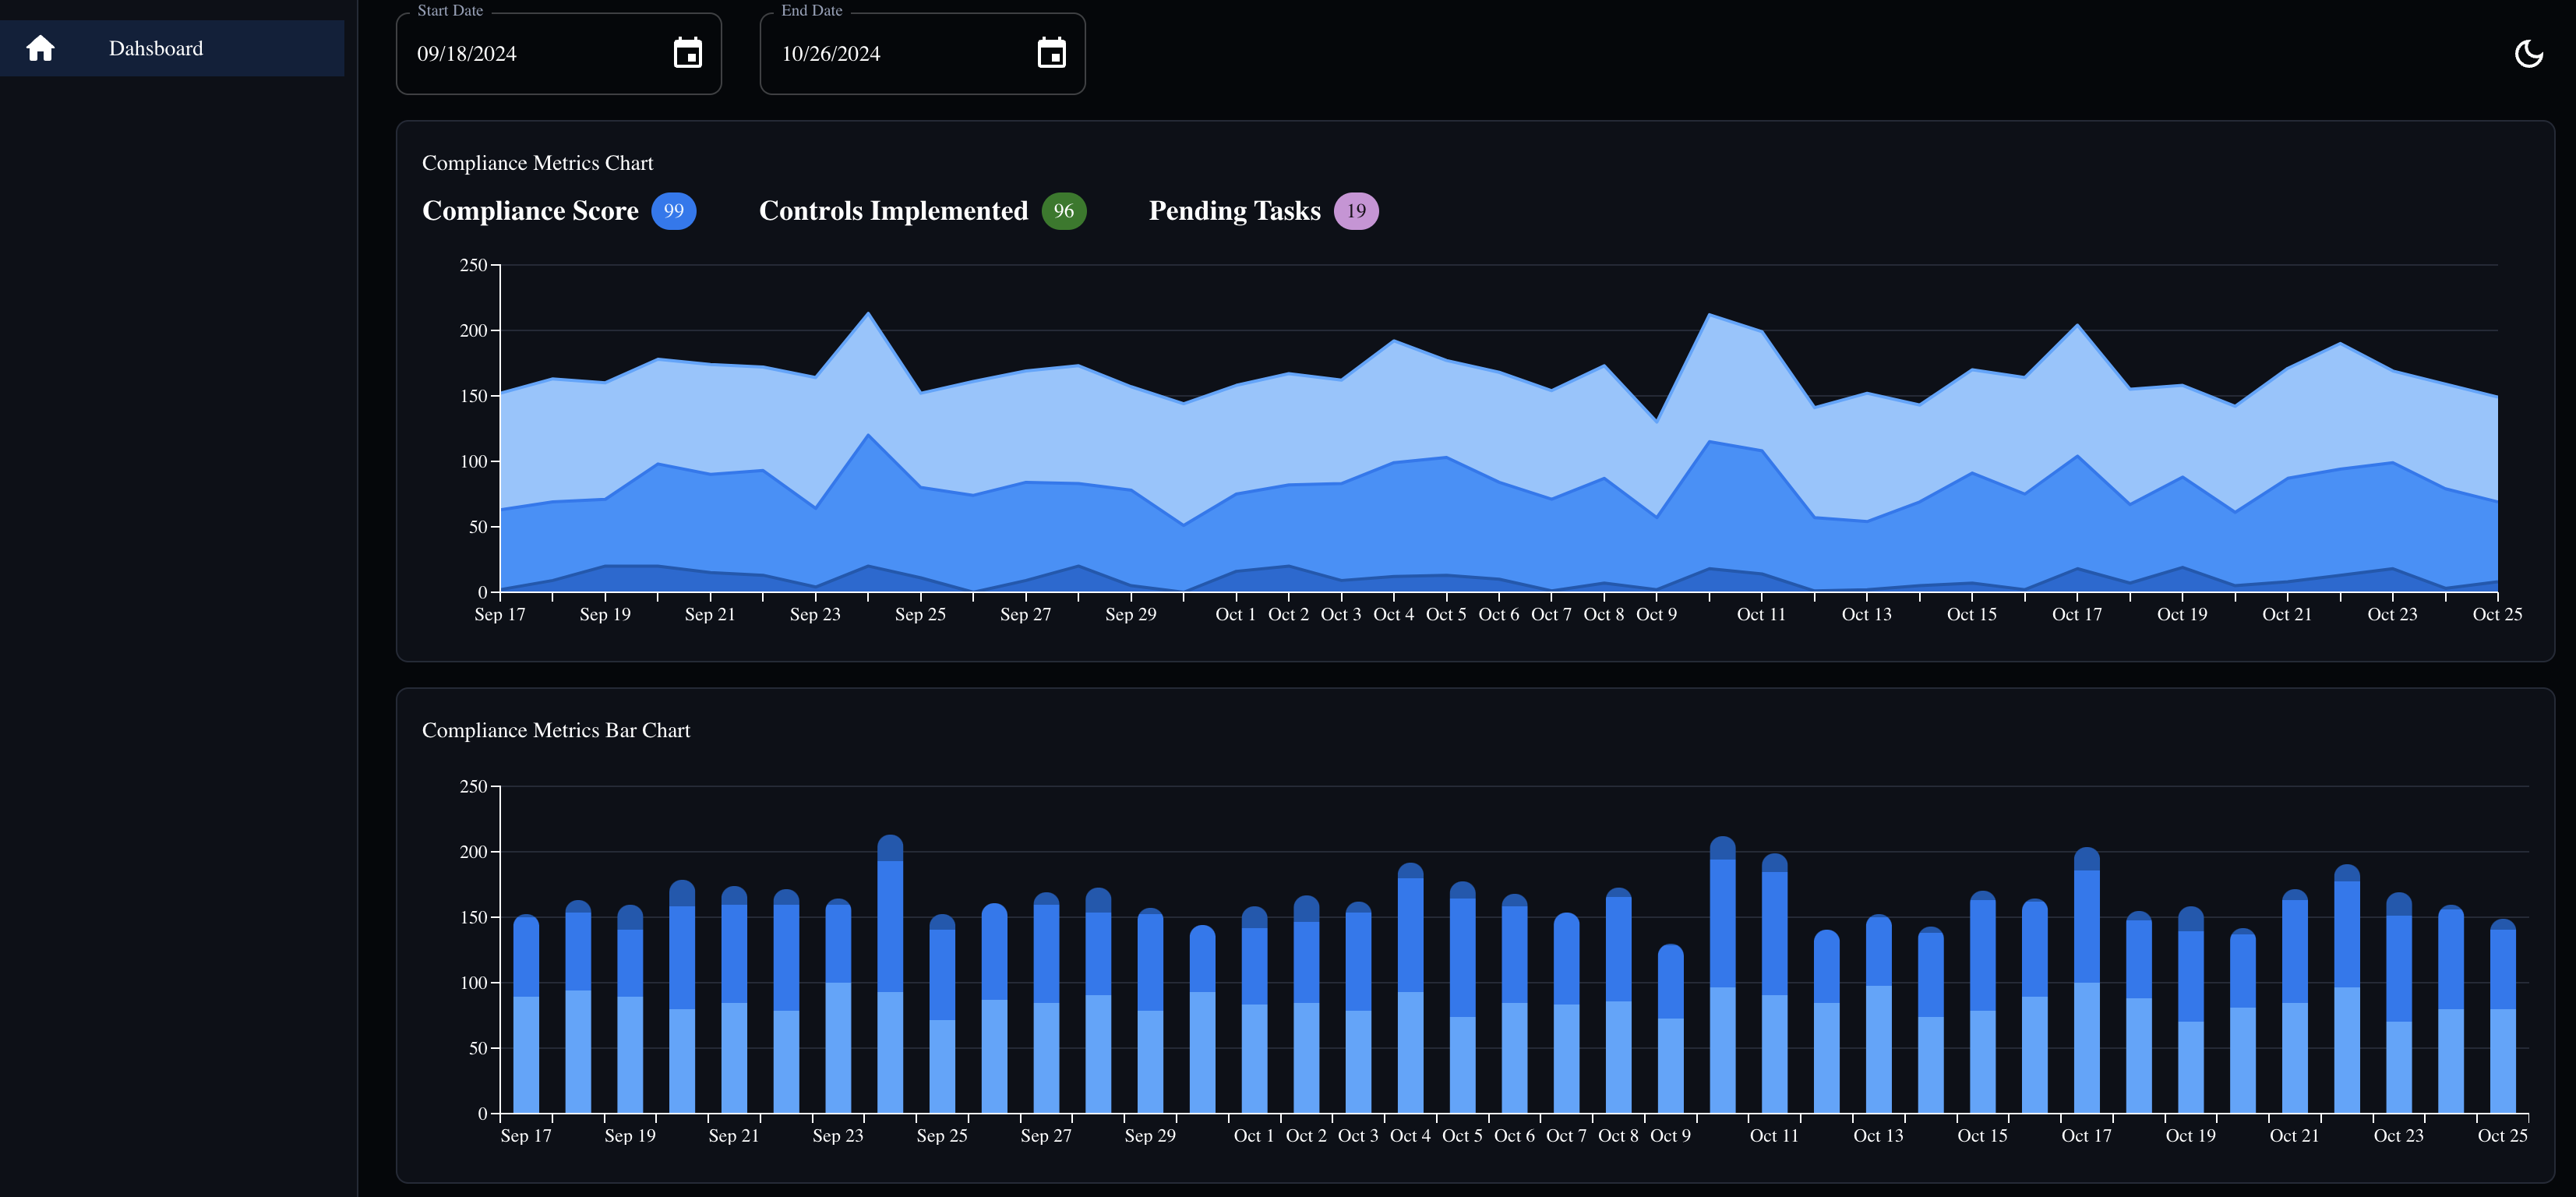 Dahsboard
Start Date
09/18/2024
End Date
10/26/2024
Compliance Metrics Chart
Compliance Score 99 Controls Implemented 96 Pending Tasks 19
250
200
150
100
50
0
Sep 17 Sep 19 Sep 21 Sep 23 Sep 25 Sep 27 Sep 29 Oct 1 Oct 2 Oct 3 Oct 4 Oct 5 Oct 6 Oct 7 Oct 8 Oct 9 Oct 11 Oct 13 Oct 15 Oct 17 Oct 19 Oct 21 Oct 23 Oct 25
Compliance Metrics Bar Chart
250
200
150
100
50
0
Sep 17 Sep 19 Sep 21 Sep 23 Sep 25 Sep 27 Sep 29 Oct 1 Oct 2 Oct 3 Oct 4 Oct 5 Oct 6 Oct 7 Oct 8 Oct 9 Oct 11 Oct 13 Oct 15 Oct 17 Oct 19 Oct 21 Oct 23 Oct 25